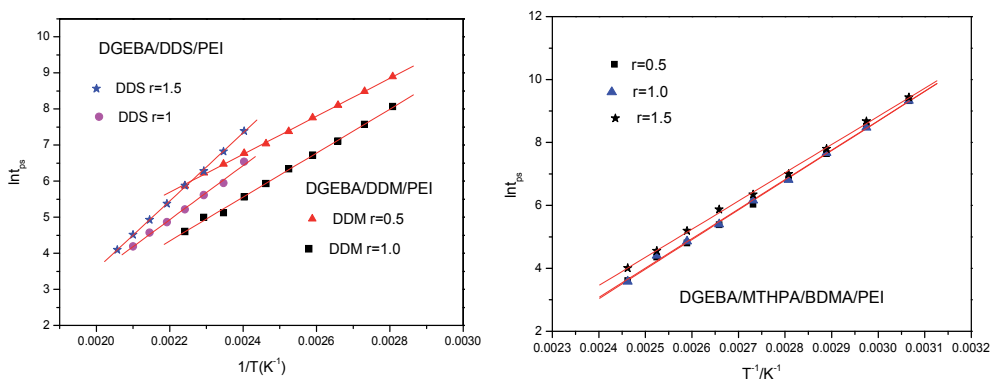 DGEBA/DDS/PEI
DDS r=1.5
DDS r=1
DGEBA/DDM/PEI
DDM r=0.5
DDM r=1.0
lnt_ps
10
9
8
7
6
5
4
3
2
0.0020 0.0022 0.0024 0.0026 0.0028 0.0030
1/T(K⁻¹)
r=0.5
r=1.0
r=1.5
DGEBA/MTHPA/BDMA/PEI
lnt_ps
12
10
8
6
4
2
0.0023 0.0024 0.0025 0.0026 0.0027 0.0028 0.0029 0.0030 0.0031 0.0032
T⁻¹/K⁻¹